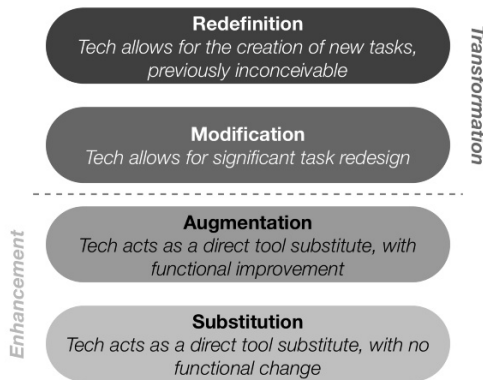 Redefinition
Tech allows for the creation of new tasks,
previously inconceivable
Modification
Tech allows for significant task redesign
Transformation
Augmentation
Tech acts as a direct tool substitute, with
functional improvement
Substitution
Tech acts as a direct tool substitute, with no
functional change
Enhancement